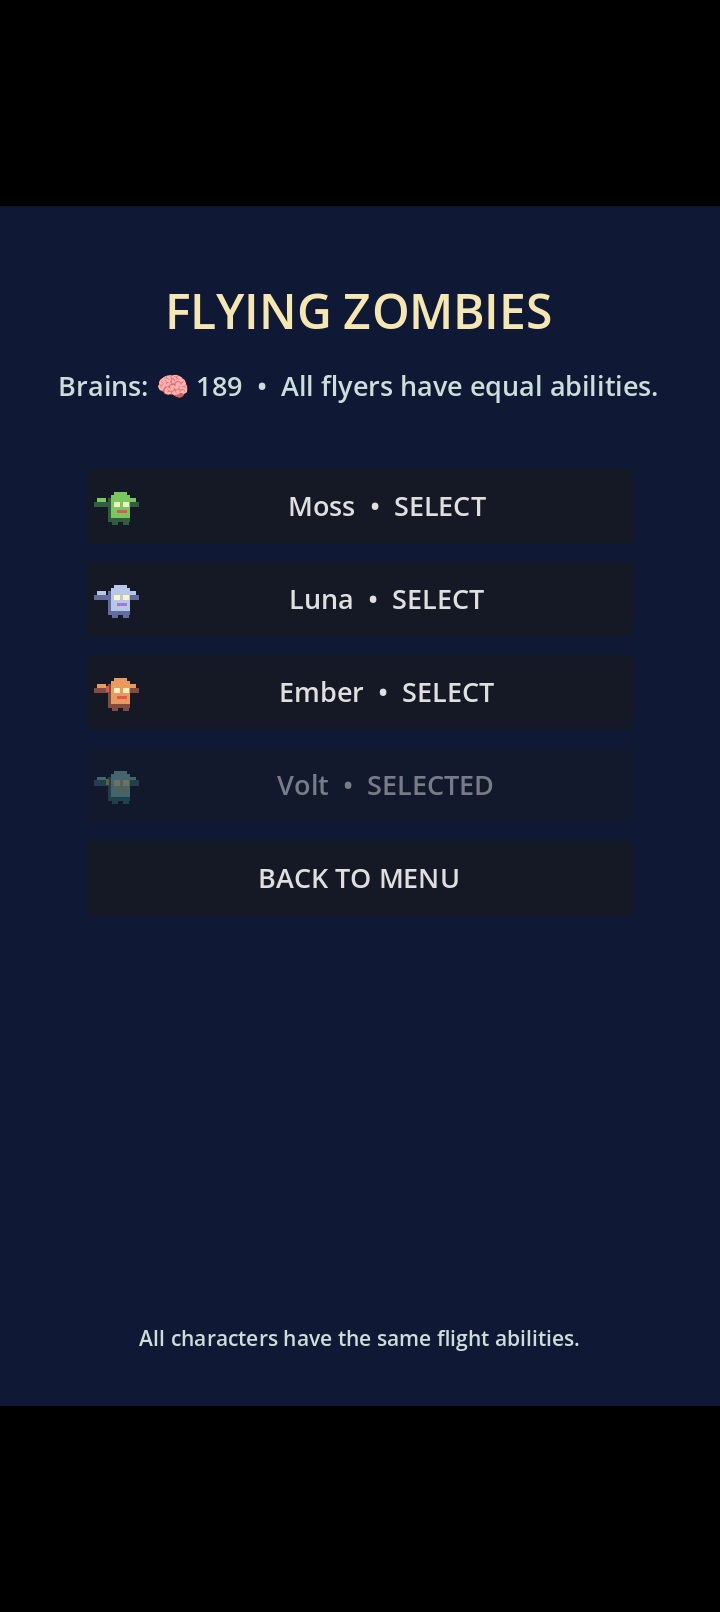 FLYING ZOMBIES
Brains: 🧠 189 • All flyers have equal abilities.
Moss • SELECT
Luna • SELECT
Ember • SELECT
Volt • SELECTED
BACK TO MENU
All characters have the same flight abilities.